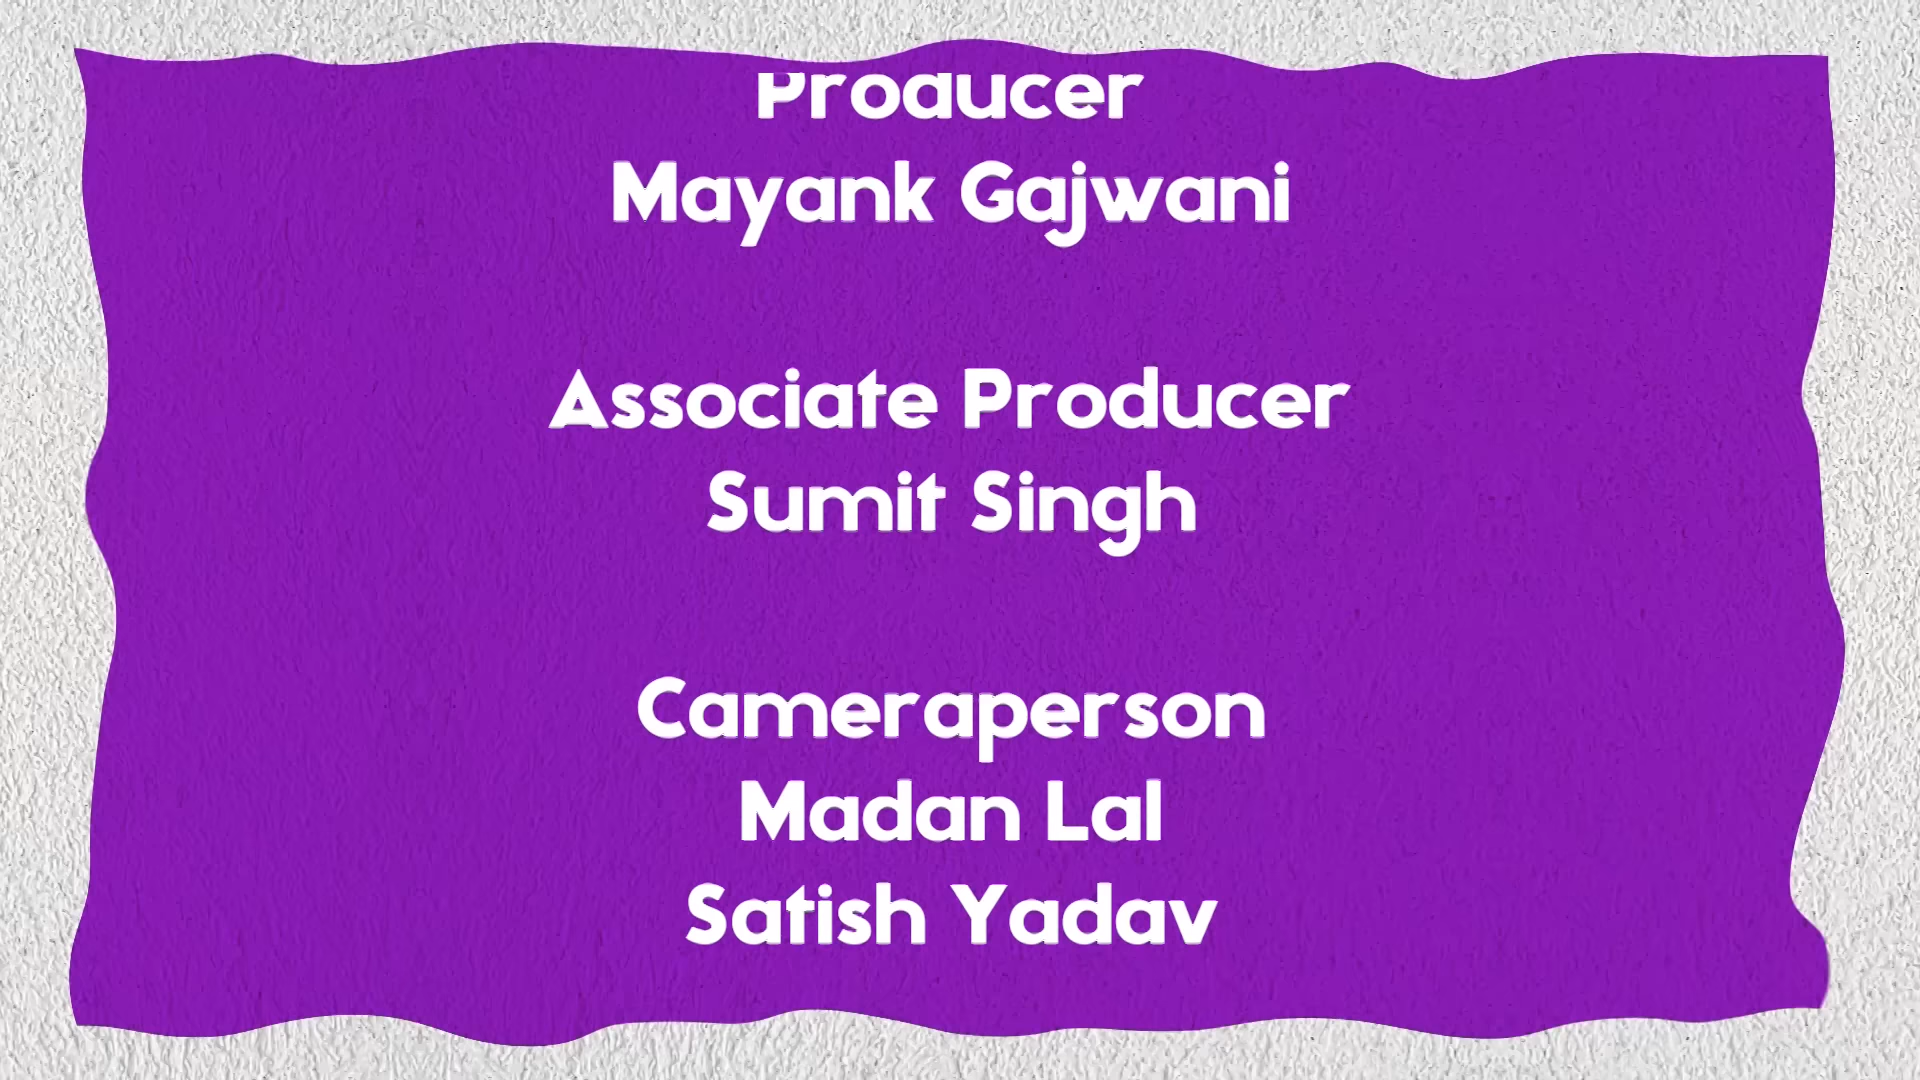 Producer
Mayank Gajwani
Associate Producer
Sumit Singh
Cameraperson
Madan Lal
Satish Yadav